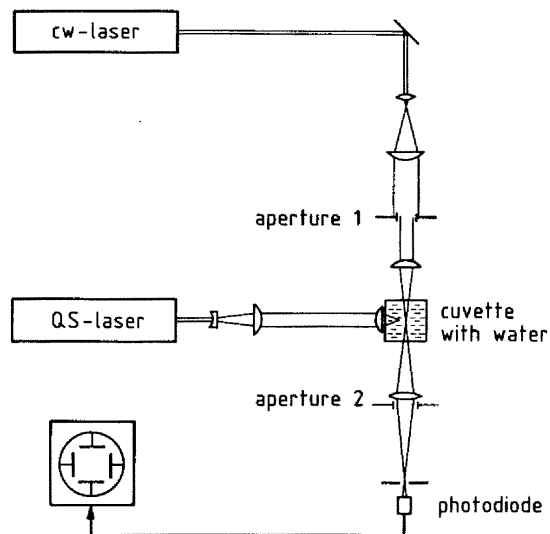 cw-laser
aperture 1
QS-laser
cuvette
with water
aperture 2
photodiode